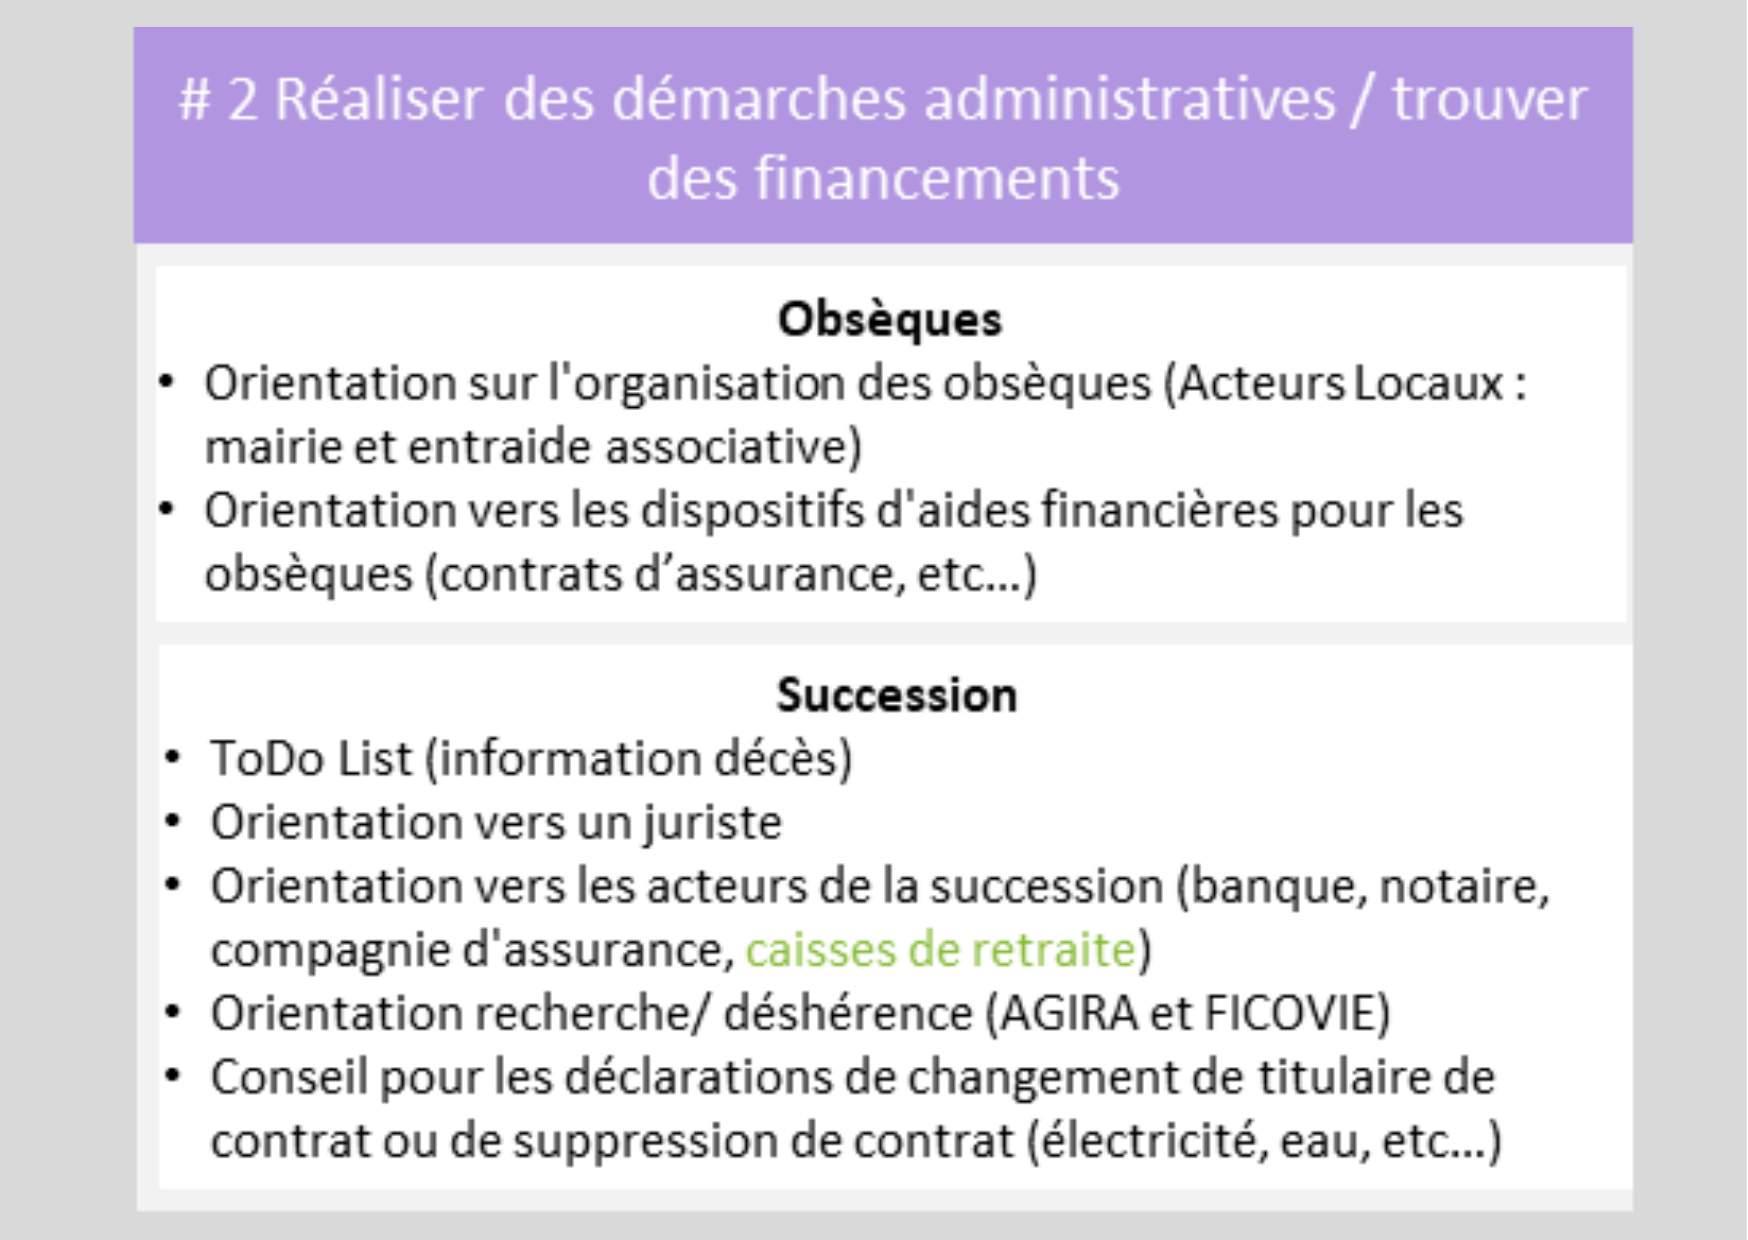 # 2 Réaliser des démarches administratives / trouver
des financements
Obsèques
• Orientation sur l'organisation des obsèques (Acteurs Locaux :
mairie et entraide associative)
• Orientation vers les dispositifs d'aides financières pour les
obsèques (contrats d’assurance, etc...)
Succession
• ToDo List (information décès)
• Orientation vers un juriste
• Orientation vers les acteurs de la succession (banque, notaire,
compagnie d'assurance, caisses de retraite)
• Orientation recherche/ déshérence (AGIRA et FICOVIE)
• Conseil pour les déclarations de changement de titulaire de
contrat ou de suppression de contrat (électricité, eau, etc...)